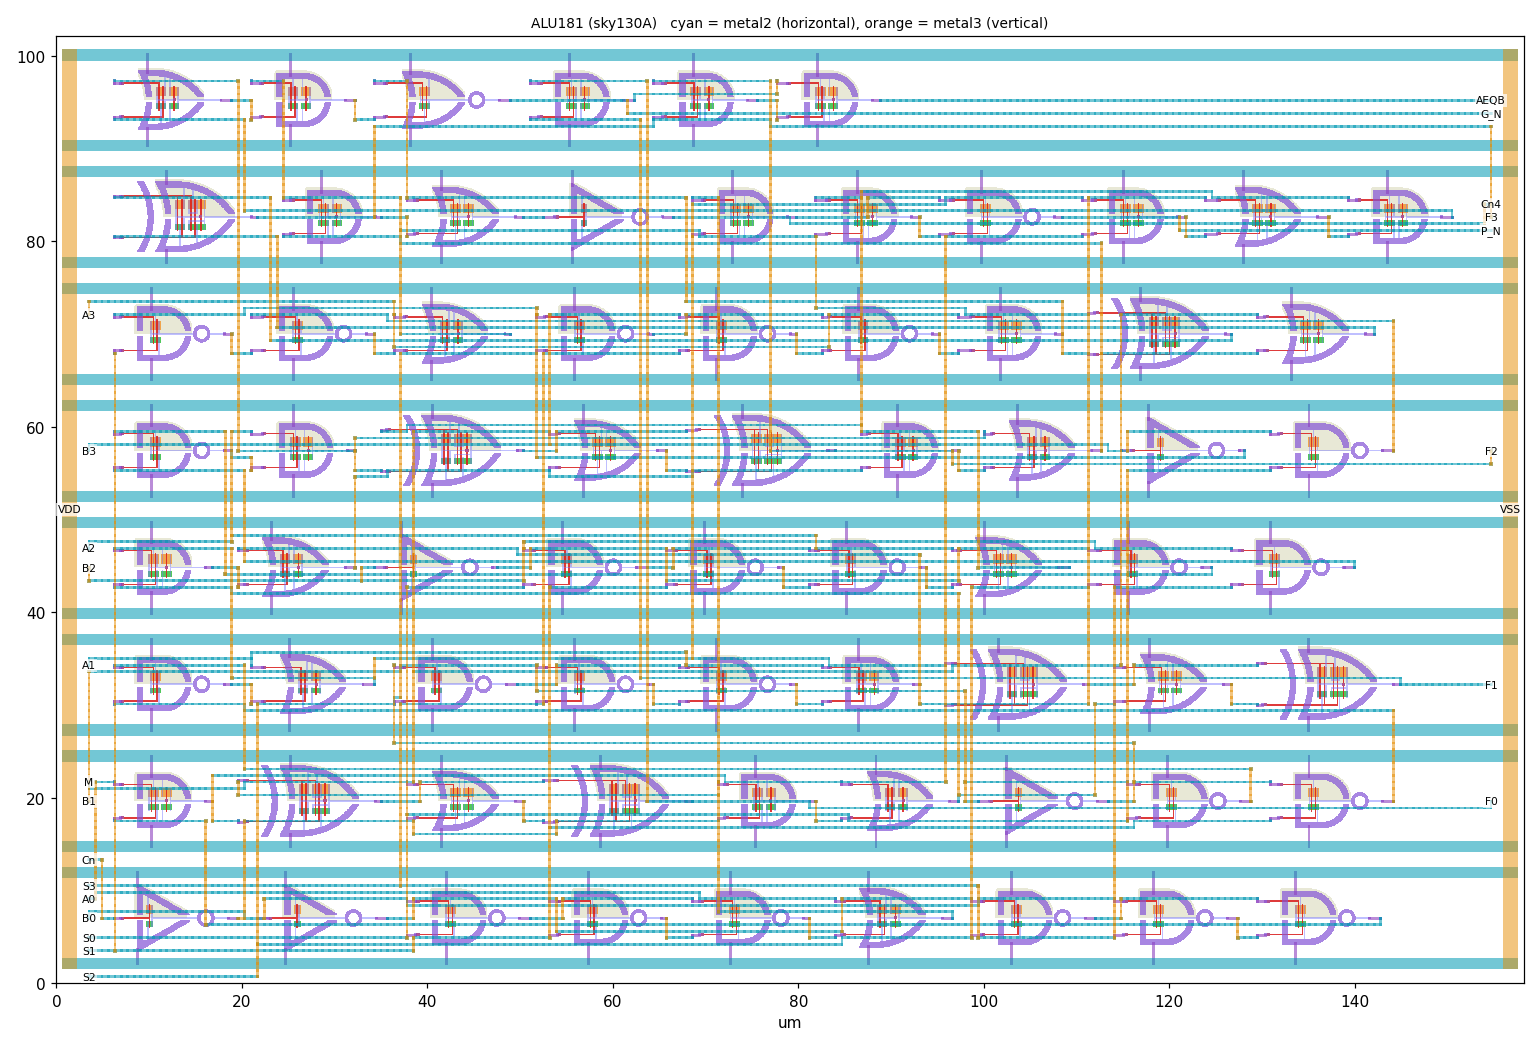 ALU181 (sky130A)   cyan = metal2 (horizontal), orange = metal3 (vertical)
100
AEQB
G_N
80
Cn4
F3
P_N
A3
60
B3
F2
VDD
VSS
A2
B2
40
A1
F1
M
20
B1
F0
Cn
S3
A0
B0
S0
S1
0
S2
0 20 40 60 80 100 120 140
um